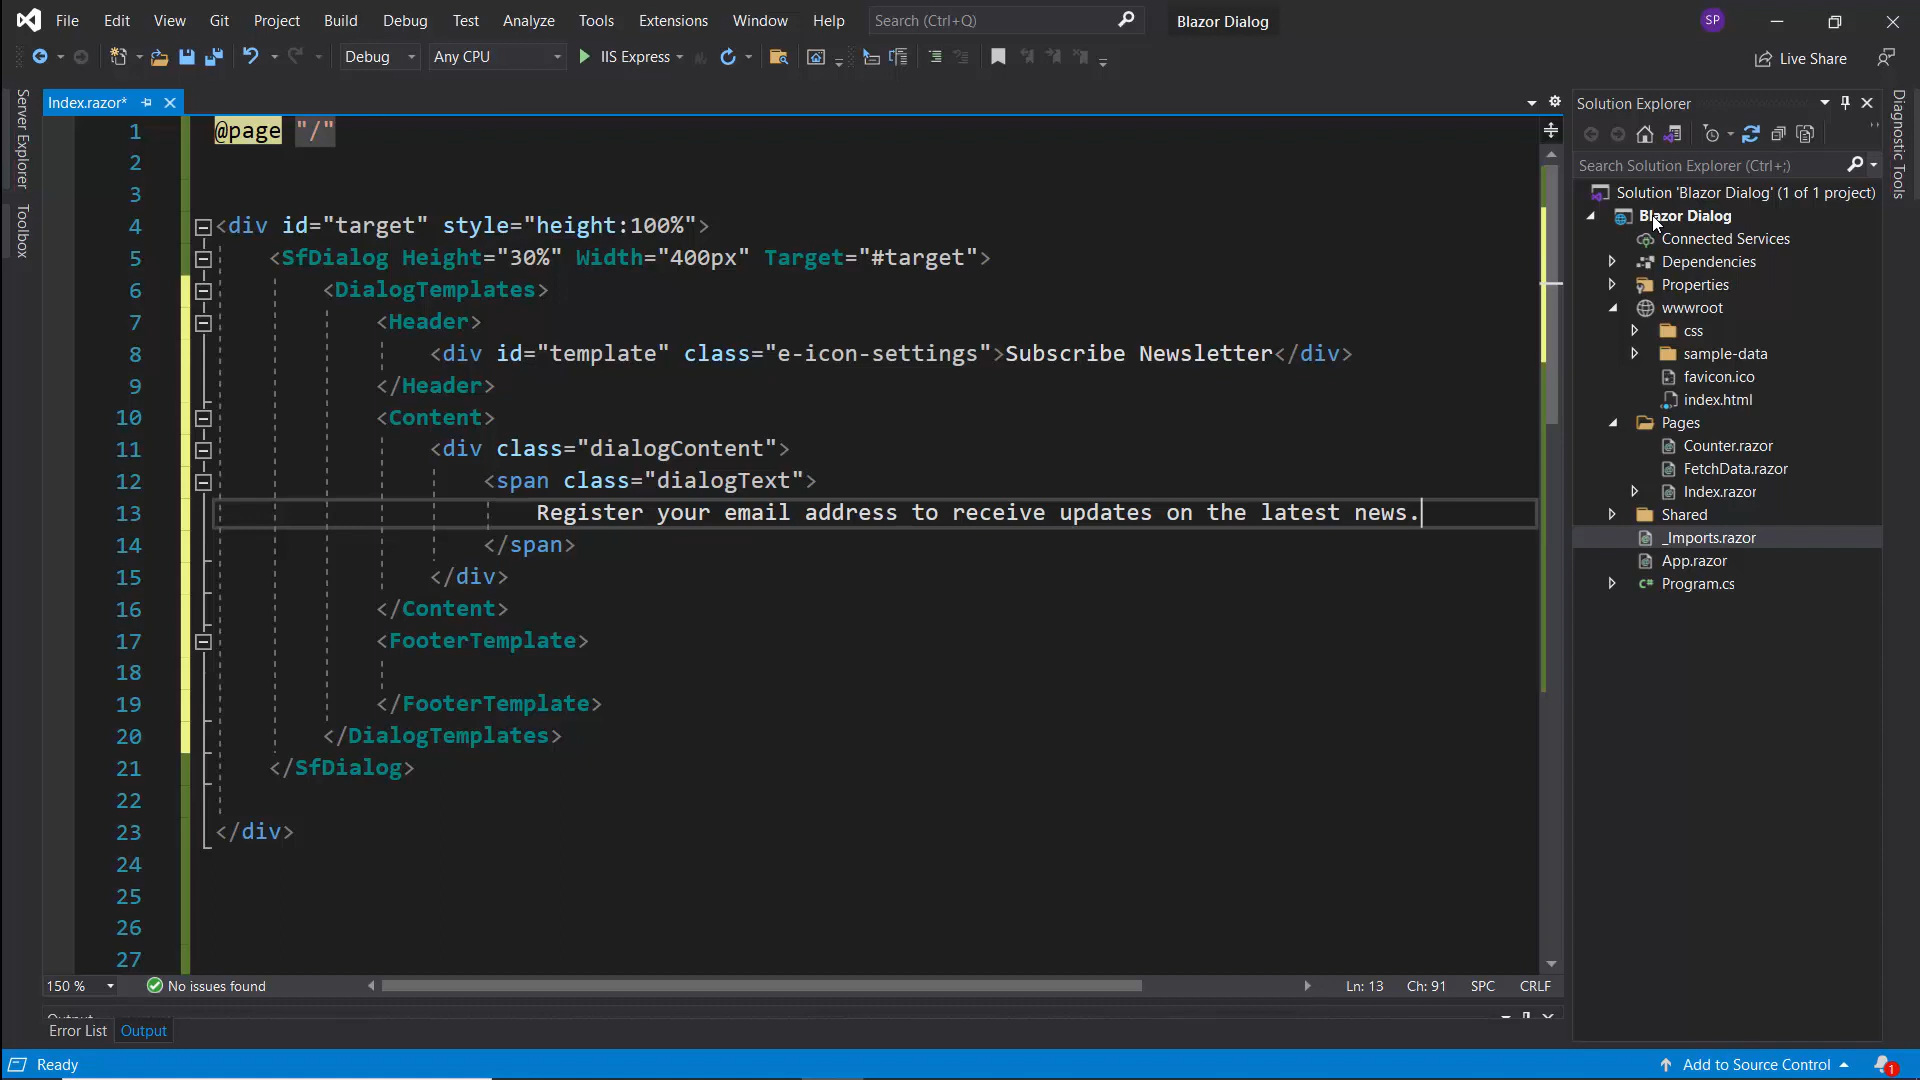 File Edit View Git Project Build Debug Test Analyze Tools Extensions Window Help Search (Ctrl+Q) Blazor Dialog SP
Debug Any CPU IIS Express Live Share
Server Explorer
Toolbox
Index.razor*
1 @page "/"
2
3
4 <div id="target" style="height:100%">
5 <SfDialog Height="30%" Width="400px" Target="#target">
6 <DialogTemplates>
7 <Header>
8 <div id="template" class="e-icon-settings">Subscribe Newsletter</div>
9 </Header>
10 <Content>
11 <div class="dialogContent">
12 <span class="dialogText">
13 Register your email address to receive updates on the latest news.
14 </span>
15 </div>
16 </Content>
17 <FooterTemplate>
18
19 </FooterTemplate>
20 </DialogTemplates>
21 </SfDialog>
22
23 </div>
24
25
26
27
150 % No issues found Ln: 13 Ch: 91 SPC CRLF
Output
Error List Output
Solution Explorer
Search Solution Explorer (Ctrl+;)
Solution 'Blazor Dialog' (1 of 1 project)
Blazor Dialog
Connected Services
Dependencies
Properties
wwwroot
css
sample-data
favicon.ico
index.html
Pages
Counter.razor
FetchData.razor
Index.razor
Shared
_Imports.razor
App.razor
C# Program.cs
Diagnostic Tools
Ready Add to Source Control 1